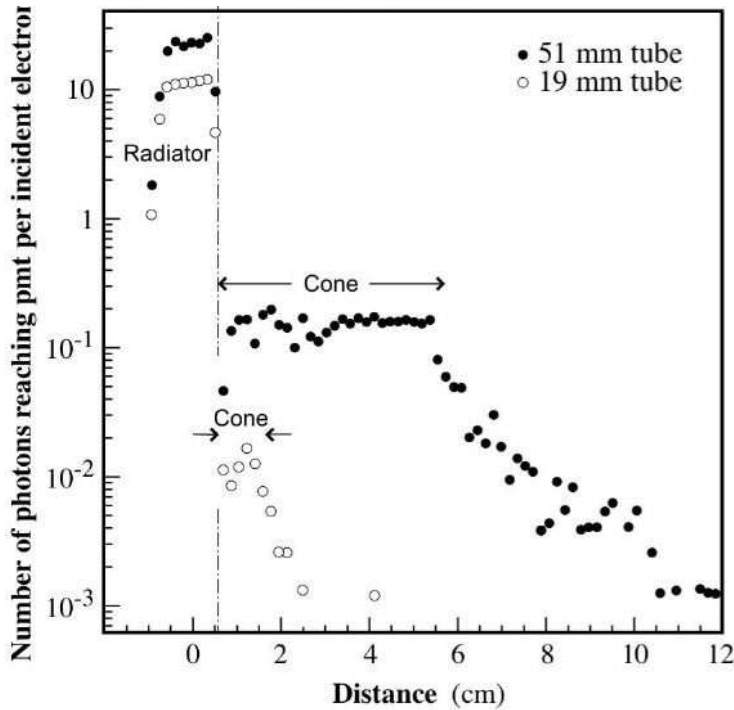 Number of photons reaching pmt per incident electron
51 mm tube
19 mm tube
10
Radiator
1
Cone
10-1
Cone
10-2
10-3
0 2 4 6 8 10 12
Distance (cm)